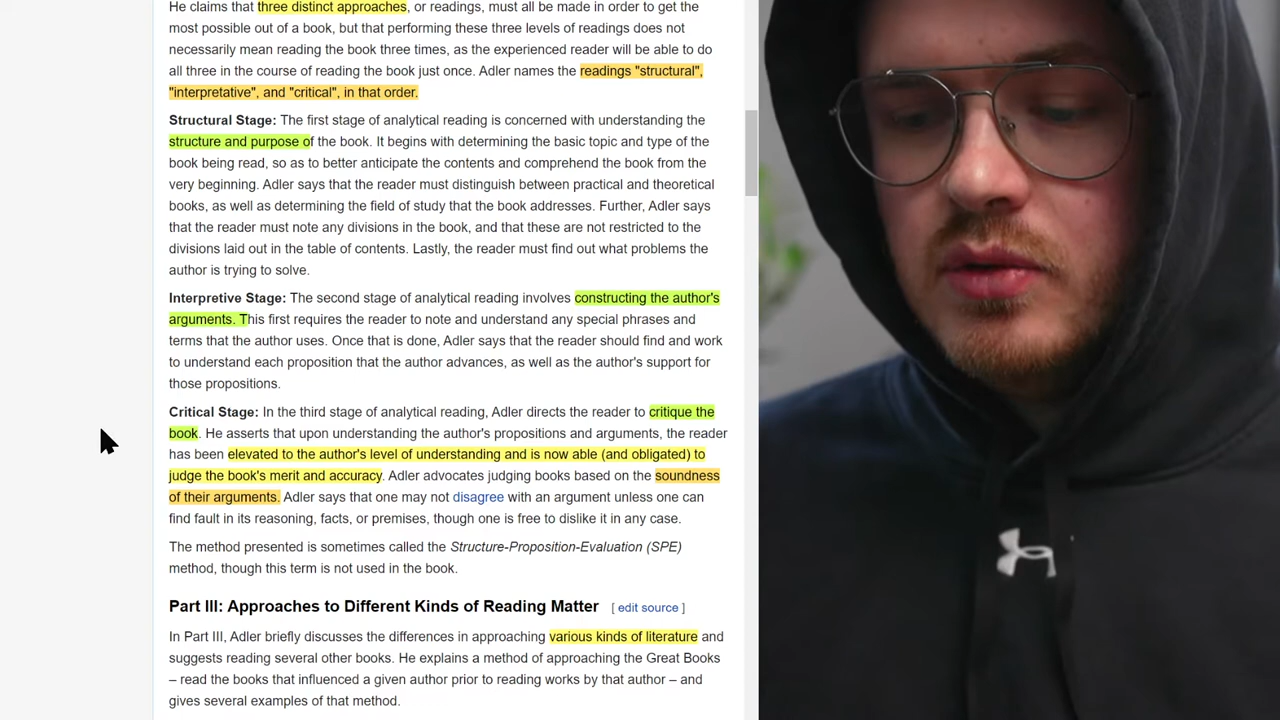 He claims that three distinct approaches, or readings, must all be made in order to get the
most possible out of a book, but that performing these three levels of readings does not
necessarily mean reading the book three times, as the experienced reader will be able to do
all three in the course of reading the book just once. Adler names the readings "structural",
"interpretative", and "critical", in that order.
Structural Stage: The first stage of analytical reading is concerned with understanding the
structure and purpose of the book. It begins with determining the basic topic and type of the
book being read, so as to better anticipate the contents and comprehend the book from the
very beginning. Adler says that the reader must distinguish between practical and theoretical
books, as well as determining the field of study that the book addresses. Further, Adler says
that the reader must note any divisions in the book, and that these are not restricted to the
divisions laid out in the table of contents. Lastly, the reader must find out what problems the
author is trying to solve.
Interpretive Stage: The second stage of analytical reading involves constructing the author's
arguments. This first requires the reader to note and understand any special phrases and
terms that the author uses. Once that is done, Adler says that the reader should find and work
to understand each proposition that the author advances, as well as the author's support for
those propositions.
Critical Stage: In the third stage of analytical reading, Adler directs the reader to critique the
book. He asserts that upon understanding the author's propositions and arguments, the reader
has been elevated to the author's level of understanding and is now able (and obligated) to
judge the book's merit and accuracy. Adler advocates judging books based on the soundness
of their arguments. Adler says that one may not disagree with an argument unless one can
find fault in its reasoning, facts, or premises, though one is free to dislike it in any case.
The method presented is sometimes called the Structure-Proposition-Evaluation (SPE)
method, though this term is not used in the book.
Part III: Approaches to Different Kinds of Reading Matter [ edit source ]
In Part III, Adler briefly discusses the differences in approaching various kinds of literature and
suggests reading several other books. He explains a method of approaching the Great Books
– read the books that influenced a given author prior to reading works by that author – and
gives several examples of that method.